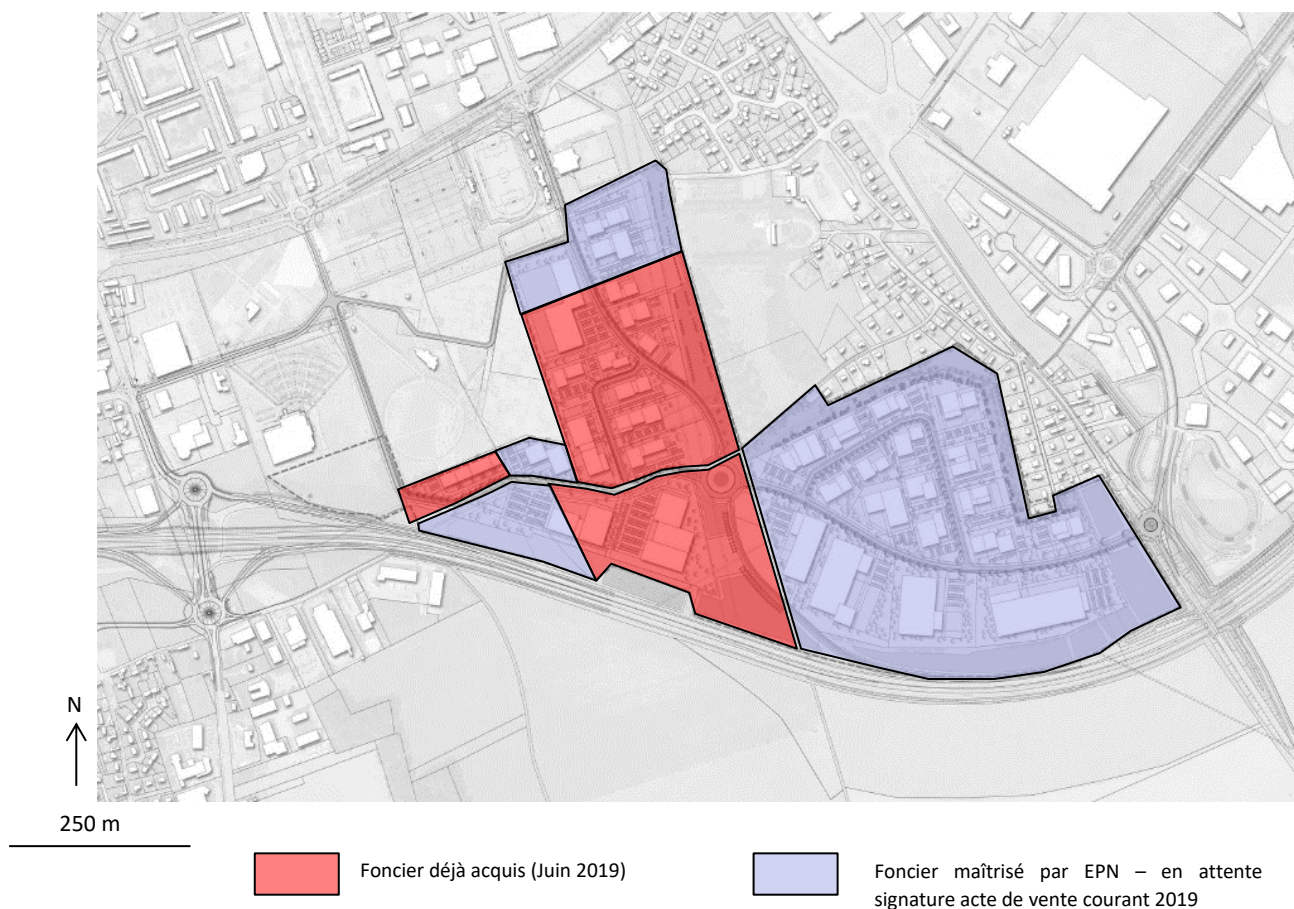 N
250 m
Foncier déjà acquis (Juin 2019)
Foncier maîtrisé par EPN – en attente
signature acte de vente courant 2019